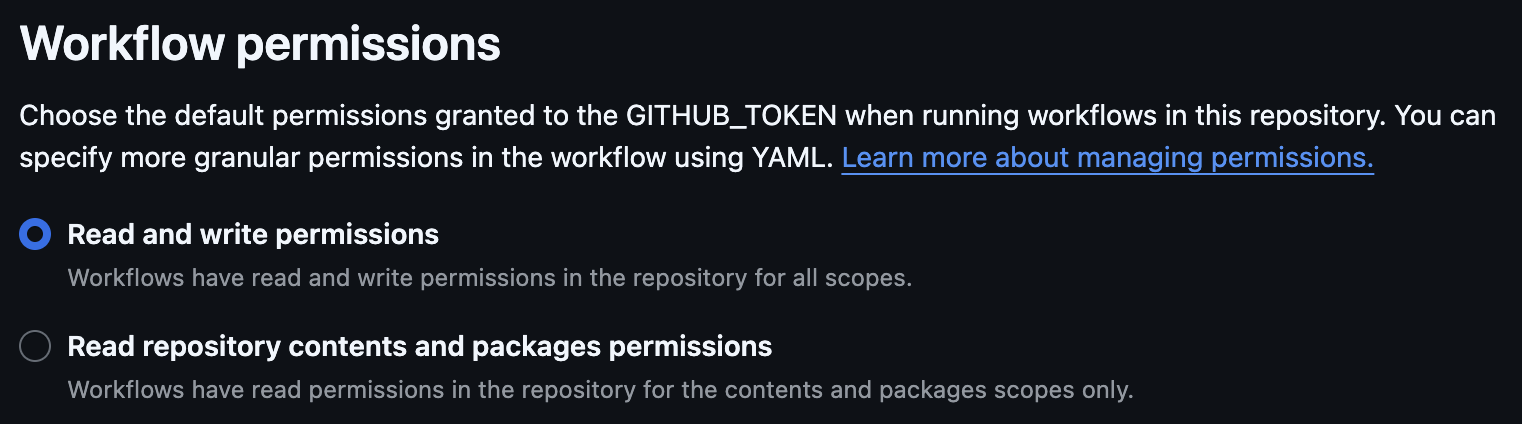 Workflow permissions
Choose the default permissions granted to the GITHUB_TOKEN when running workflows in this repository. You can
specify more granular permissions in the workflow using YAML. Learn more about managing permissions.
Read and write permissions
Workflows have read and write permissions in the repository for all scopes.
Read repository contents and packages permissions
Workflows have read permissions in the repository for the contents and packages scopes only.